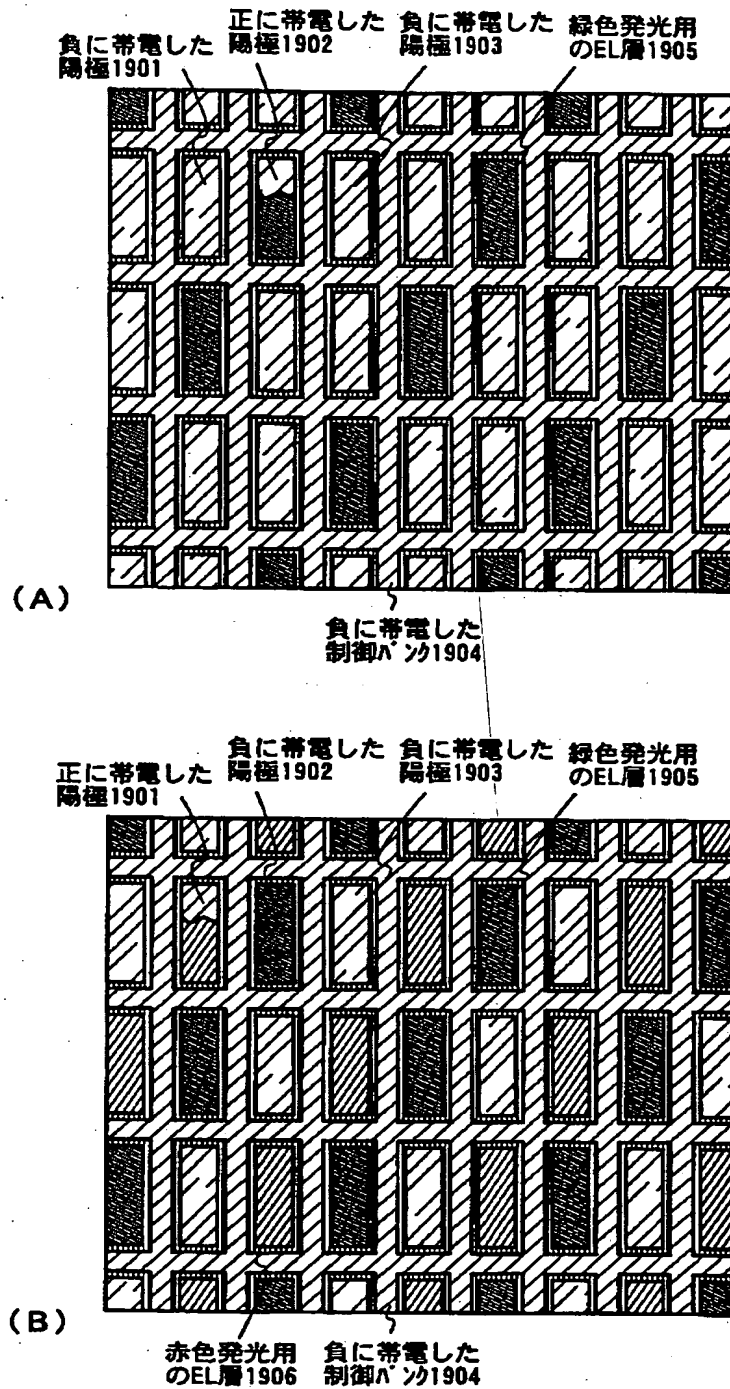 負に帯電した
陽極1901
正に帯電した
陽極1902
負に帯電した
陽極1903
緑色発光用
のEL層1905
(A)
負に帯電した
制御バンク1904
正に帯電した
陽極1901
負に帯電した
陽極1902
負に帯電した
陽極1903
緑色発光用
のEL層1905
(B)
赤色発光用
のEL層1906
負に帯電した
制御バンク1904